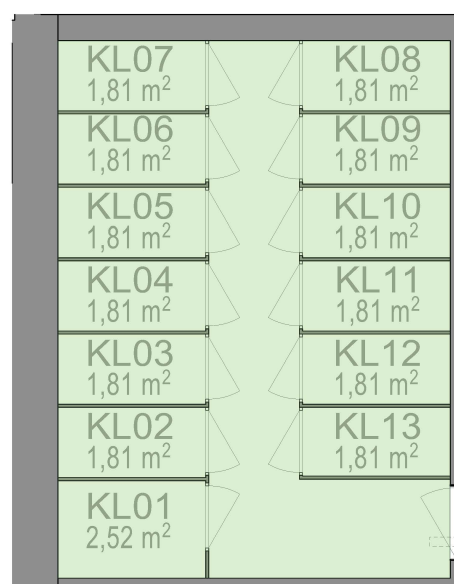 KL07
1,81 m²
KL06
1,81 m²
KL05
1,81 m²
KL04
1,81 m²
KL03
1,81 m²
KL02
1,81 m²
KL01
2,52 m²
KL08
1,81 m²
KL09
1,81 m²
KL10
1,81 m²
KL11
1,81 m²
KL12
1,81 m²
KL13
1,81 m²